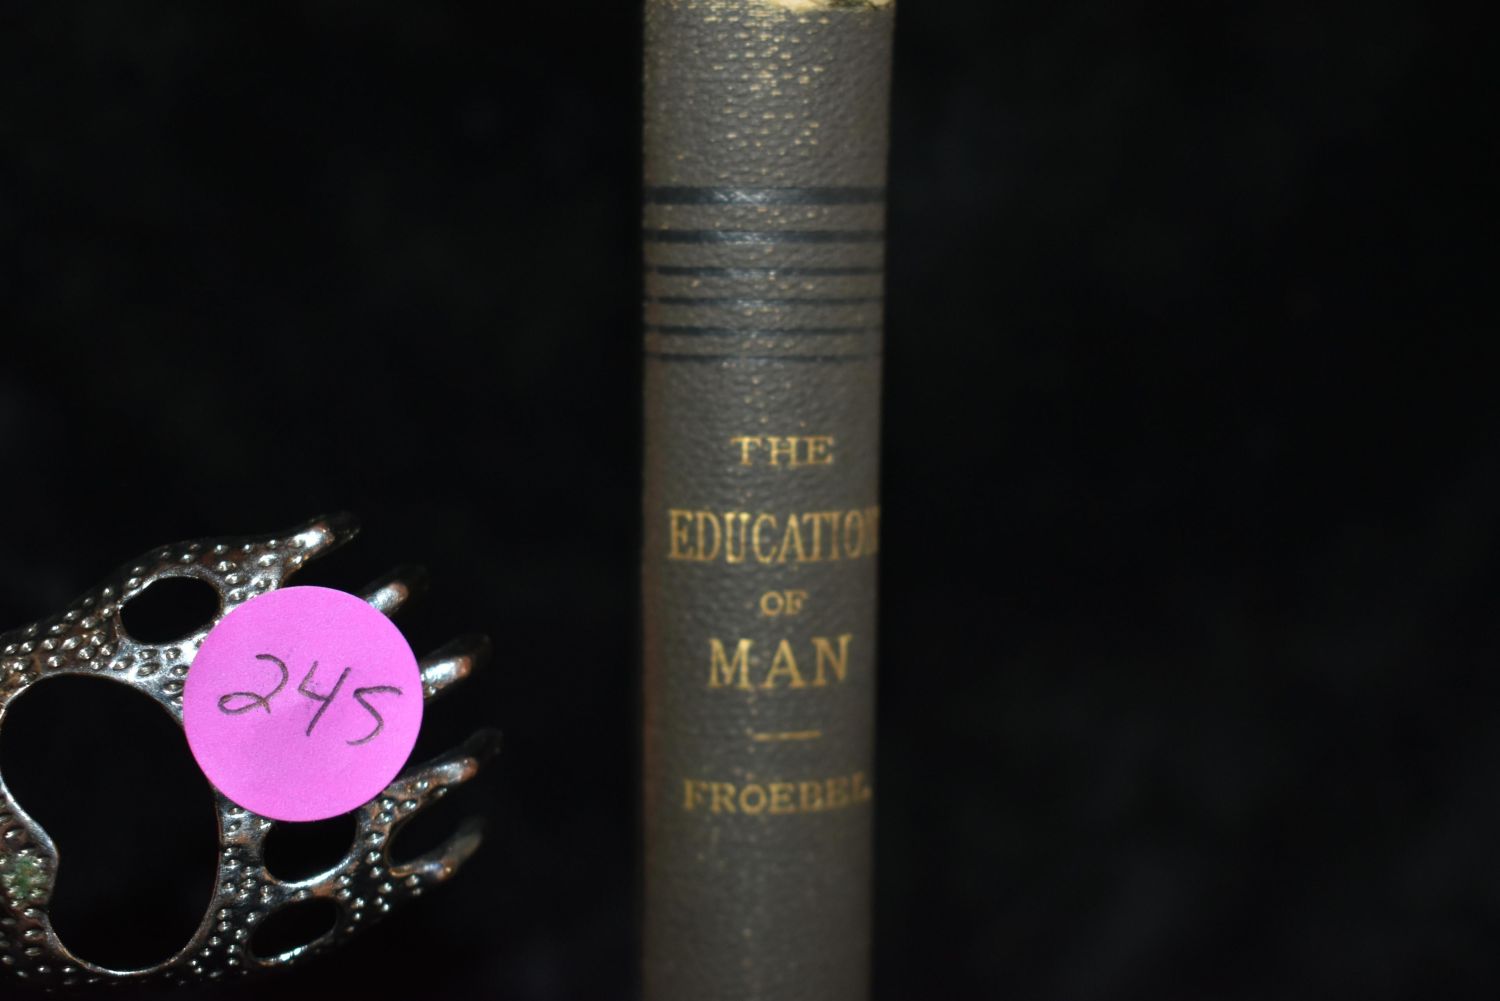 THE
EDUCATION
OF
MAN
FROEBEL
245